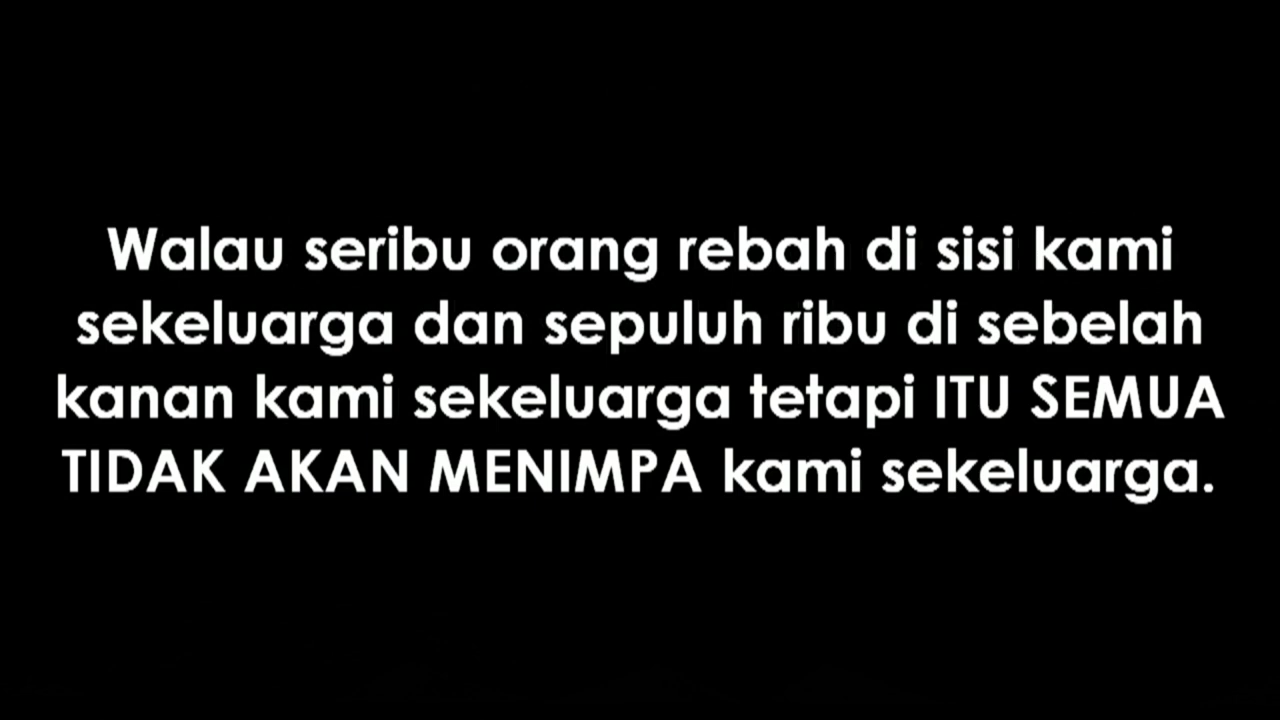 Walau seribu orang rebah di sisi kami
sekeluarga dan sepuluh ribu di sebelah
kanan kami sekeluarga tetapi ITU SEMUA
TIDAK AKAN MENIMPA kami sekeluarga.